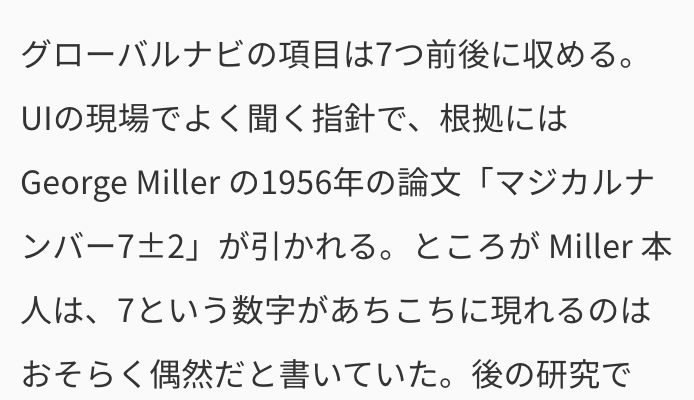 グローバルナビの項目は7つ前後に収める。
UIの現場でよく聞く指針で、根拠には
George Miller の1956年の論文「マジカルナ
ンバー7±2」が引かれる。ところが Miller 本
人は、7という数字があちこちに現れるのは
おそらく偶然だと書いていた。後の研究で